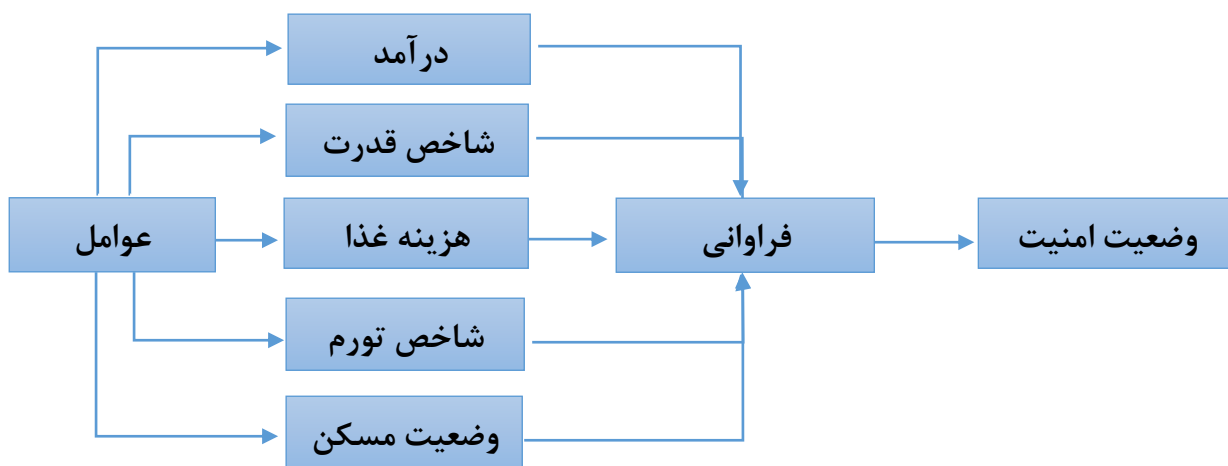 درآمد
شاخص قدرت
عوامل
هزینه غذا
فراوانی
وضعیت امنیت
شاخص تورم
وضعیت مسکن